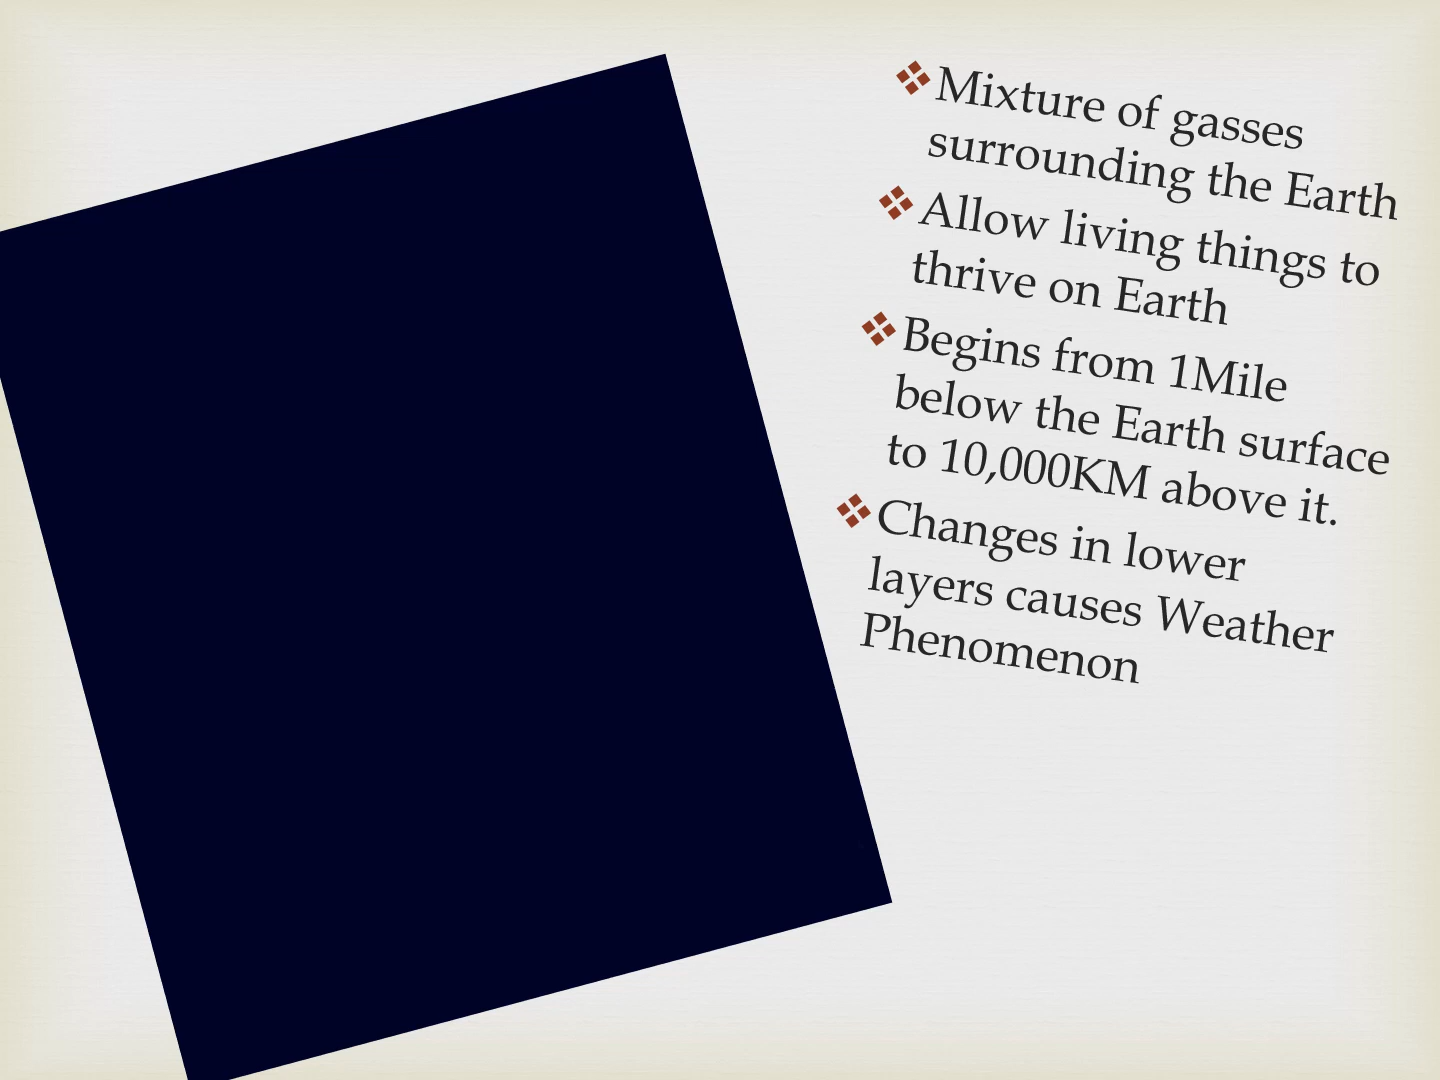 Mixture of gasses
surrounding the Earth
Allow living things to
thrive on Earth
Begins from 1Mile
below the Earth surface
to 10,000KM above it.
Changes in lower
layers causes Weather
Phenomenon